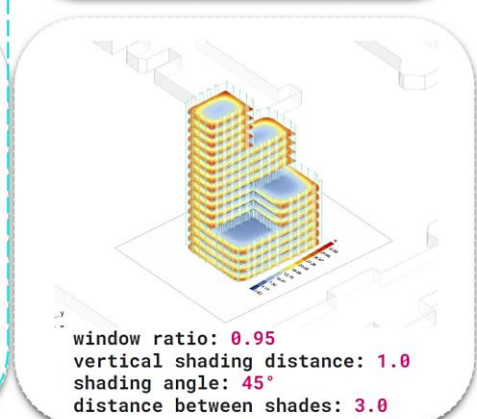 window ratio: 0.95
vertical shading distance: 1.0
shading angle: 45°
distance between shades: 3.0